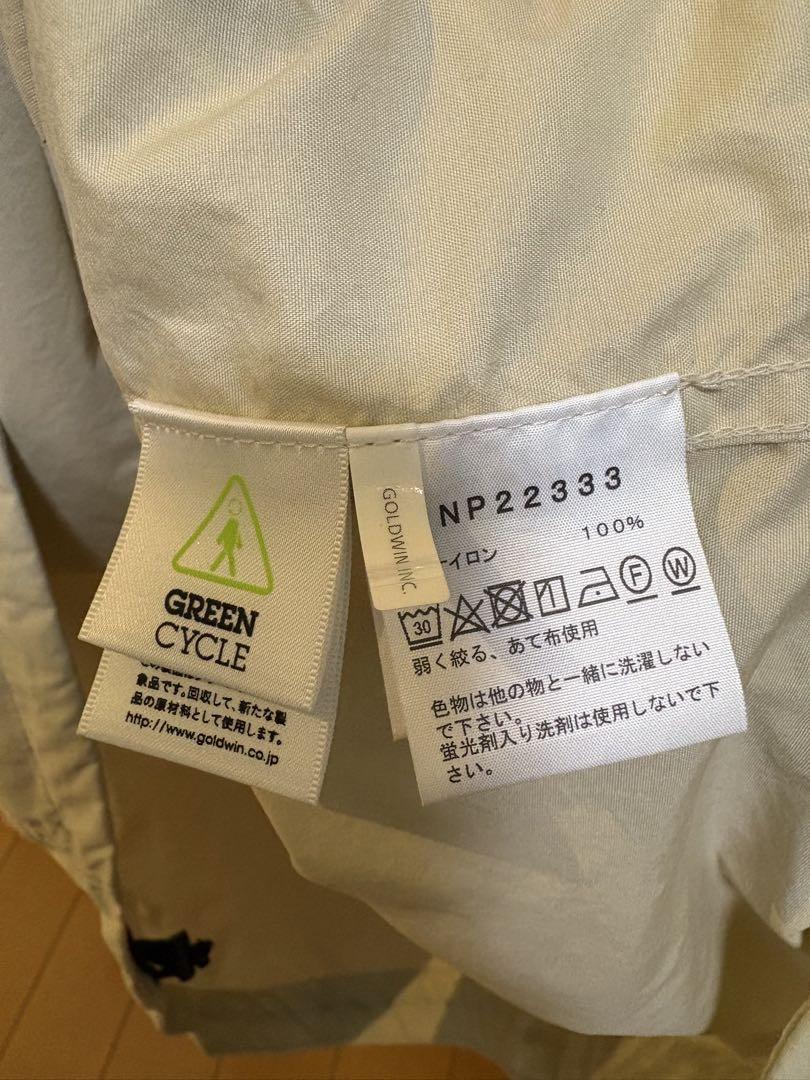 GREEN
CYCLE
象品です。回収して、新たな製
品の原材料として使用します。
http://www.goldwin.co.jp
GOLDWIN INC.
NP22333
イロン 100%
30
F
W
弱く絞る、あて布使用
色物は他の物と一緒に洗濯しない
で下さい。
蛍光剤入り洗剤は使用しないで下
さい。